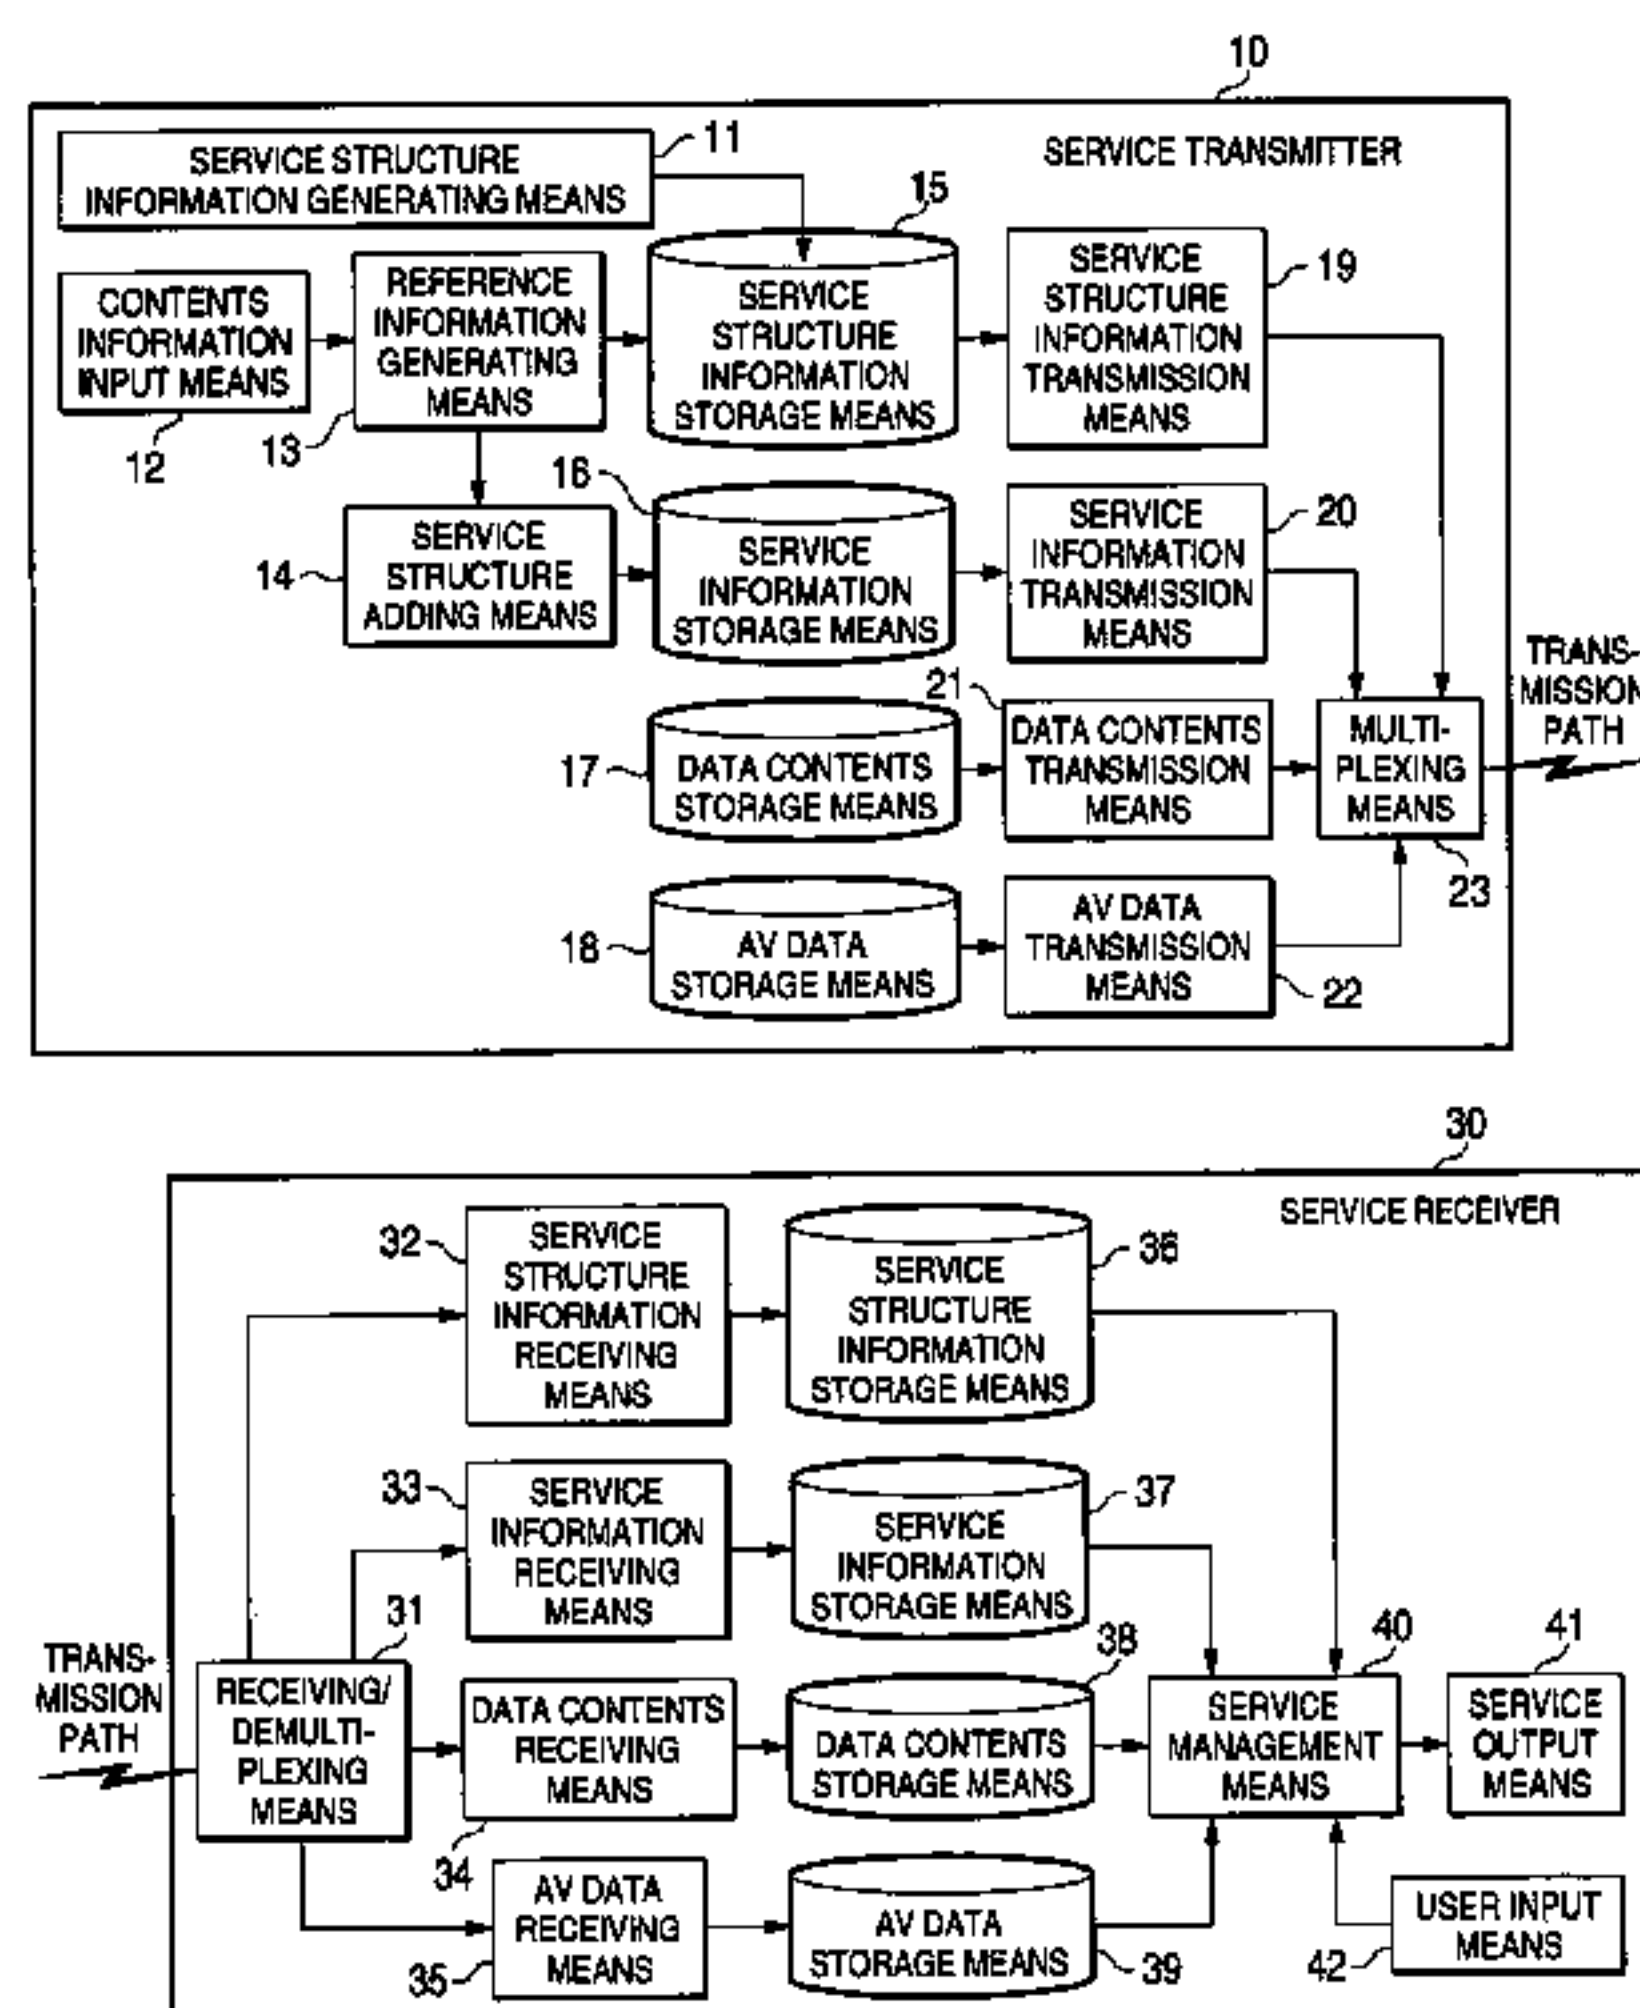 10
SERVICE TRANSMITTER
11
SERVICE STRUCTURE
INFORMATION GENERATING MEANS
15
CONTENTS
INFORMATION
INPUT MEANS
12
REFERENCE
INFORMATION
GENERATING
MEANS
13
SERVICE
STRUCTURE
INFORMATION
STORAGE MEANS
SERVICE
STRUCTURE
INFORMATION
TRANSMISSION
MEANS
19
14
SERVICE
STRUCTURE
ADDING MEANS
16
SERVICE
INFORMATION
STORAGE MEANS
SERVICE
INFORMATION
TRANSMISSION
MEANS
20
17
DATA CONTENTS
STORAGE MEANS
21
DATA CONTENTS
TRANSMISSION
MEANS
MULTI-
PLEXING
MEANS
23
TRANS-
MISSION
PATH
18
AV DATA
STORAGE MEANS
AV DATA
TRANSMISSION
MEANS
22
30
SERVICE RECEIVER
32
SERVICE
STRUCTURE
INFORMATION
RECEIVING
MEANS
36
SERVICE
STRUCTURE
INFORMATION
STORAGE MEANS
33
SERVICE
INFORMATION
RECEIVING
MEANS
37
SERVICE
INFORMATION
STORAGE MEANS
TRANS-
MISSION
PATH
31
RECEIVING/
DEMULTI-
PLEXING
MEANS
DATA CONTENTS
RECEIVING
MEANS
34
38
DATA CONTENTS
STORAGE MEANS
40
SERVICE
MANAGEMENT
MEANS
41
SERVICE
OUTPUT
MEANS
35
AV DATA
RECEIVING
MEANS
AV DATA
STORAGE MEANS
39
42
USER INPUT
MEANS